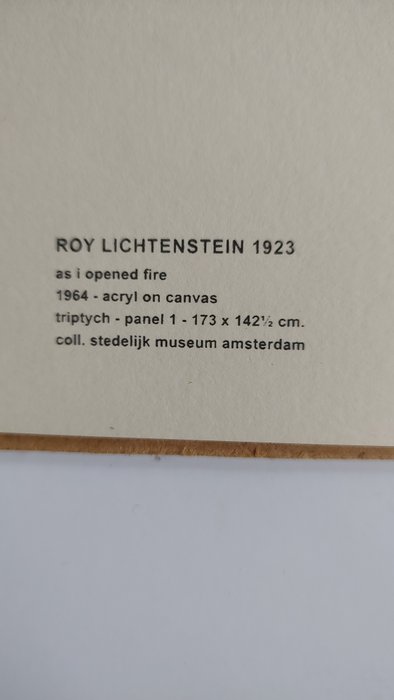 ROY LICHTENSTEIN 1923
as i opened fire
1964 - acryl on canvas
triptych - panel 1 - 173 x 142½ cm.
coll. stedelijk museum amsterdam